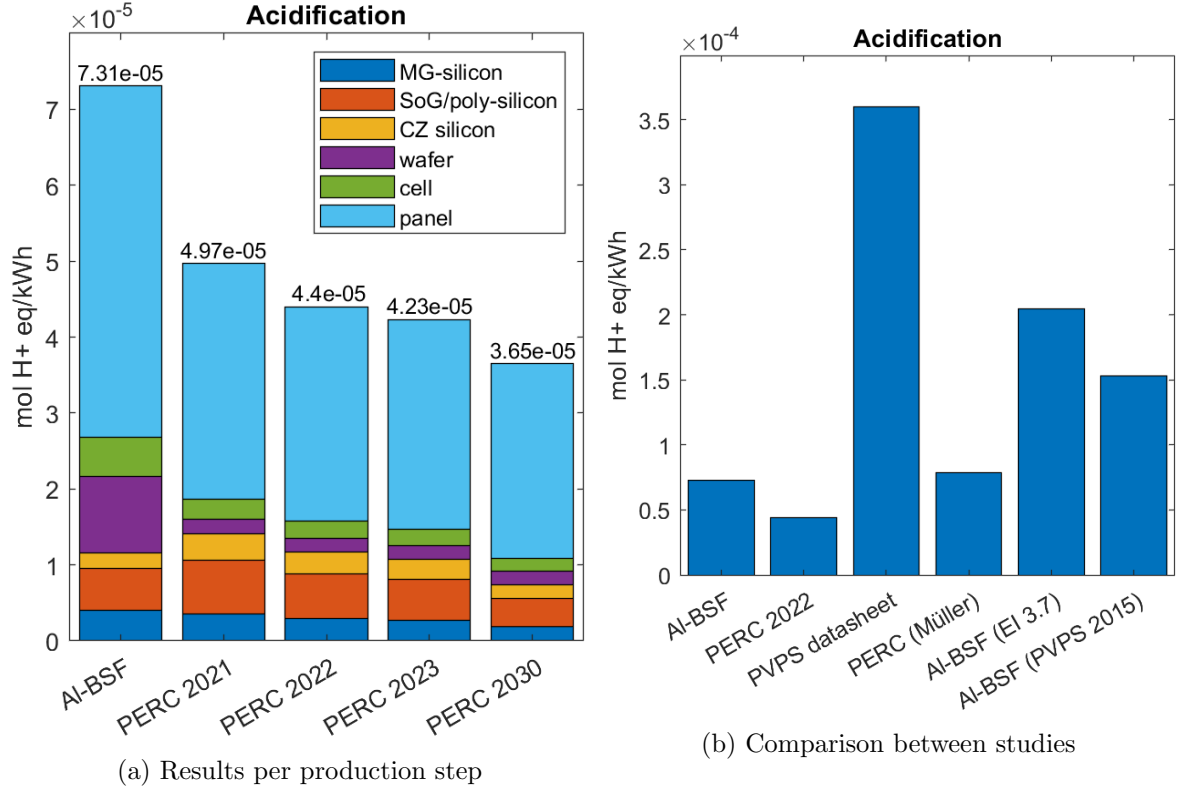 Acidification
×10⁻⁵
7.31e-05
4.97e-05
4.4e-05
4.23e-05
3.65e-05
MG-silicon
SoG/poly-silicon
CZ silicon
wafer
cell
panel
mol H+ eq/kWh
7
6
5
4
3
2
1
0
Al-BSF
PERC 2021
PERC 2022
PERC 2023
PERC 2030
(a) Results per production step
Acidification
×10⁻⁴
mol H+ eq/kWh
3.5
3
2.5
2
1.5
1
0.5
0
Al-BSF
PERC 2022
PVPS datasheet
PERC (Müller)
Al-BSF (EI 3.7)
Al-BSF (PVPS 2015)
(b) Comparison between studies